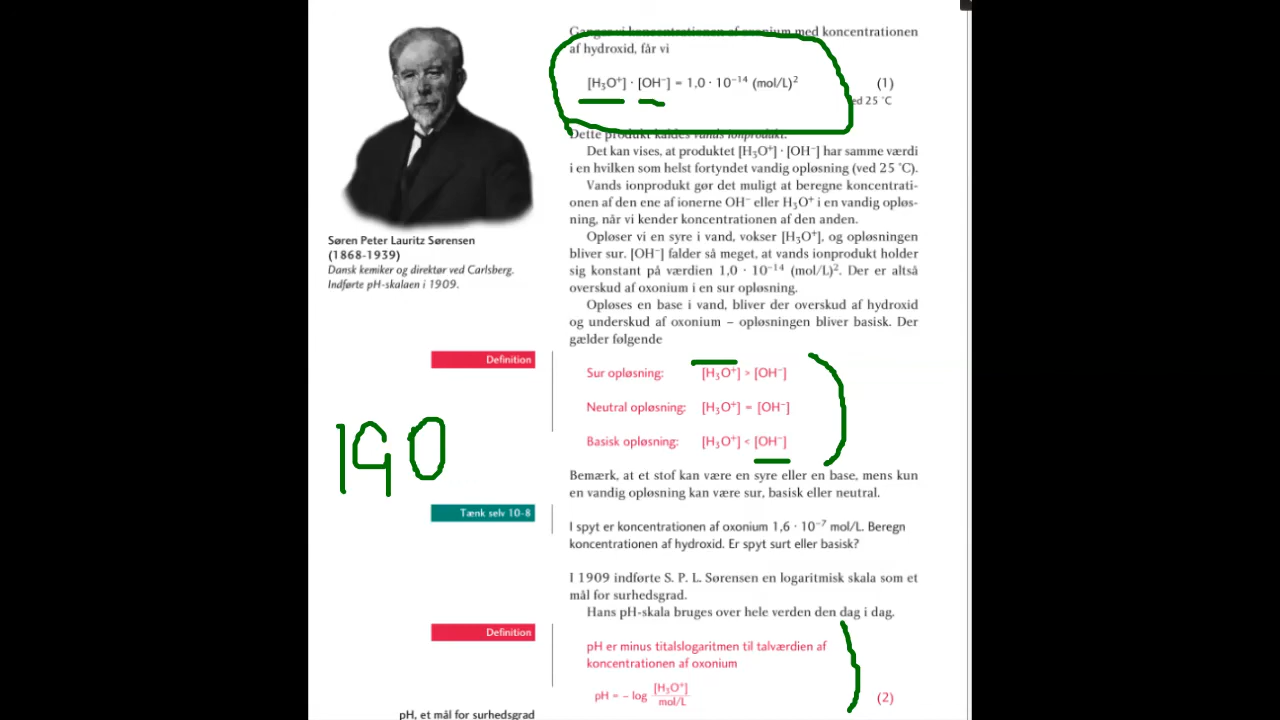 Ganger vi koncentrationen af oxonium med koncentrationen
af hydroxid, får vi
[H₃O⁺] · [OH⁻] = 1,0 · 10⁻¹⁴ (mol/L)² (1)
ed 25 °C
Dette produkt kaldes vands ionprodukt.
Det kan vises, at produktet [H₃O⁺] · [OH⁻] har samme værdi
i en hvilken som helst fortyndet vandig opløsning (ved 25 °C).
Vands ionprodukt gør det muligt at beregne koncentrati-
onen af den ene af ionerne OH⁻ eller H₃O⁺ i en vandig opløs-
ning, når vi kender koncentrationen af den anden.
Opløser vi en syre i vand, vokser [H₃O⁺], og opløsningen
bliver sur. [OH⁻] falder så meget, at vands ionprodukt holder
sig konstant på værdien 1,0 · 10⁻¹⁴ (mol/L)². Der er altså
overskud af oxonium i en sur opløsning.
Opløses en base i vand, bliver der overskud af hydroxid
og underskud af oxonium – opløsningen bliver basisk. Der
gælder følgende
Søren Peter Lauritz Sørensen
(1868-1939)
Dansk kemiker og direktør ved Carlsberg.
Indførte pH-skalaen i 1909.
Definition
Sur opløsning: [H₃O⁺] > [OH⁻]
Neutral opløsning: [H₃O⁺] = [OH⁻]
Basisk opløsning: [H₃O⁺] < [OH⁻]
190
Bemærk, at et stof kan være en syre eller en base, mens kun
en vandig opløsning kan være sur, basisk eller neutral.
Tænk selv 10-8
I spyt er koncentrationen af oxonium 1,6 · 10⁻⁷ mol/L. Beregn
koncentrationen af hydroxid. Er spyt surt eller basisk?
I 1909 indførte S. P. L. Sørensen en logaritmisk skala som et
mål for surhedsgrad.
Hans pH-skala bruges over hele verden den dag i dag.
Definition
pH er minus titalslogaritmen til talværdien af
koncentrationen af oxonium
pH = – log [H₃O⁺] / mol/L (2)
pH, et mål for surhedsgrad